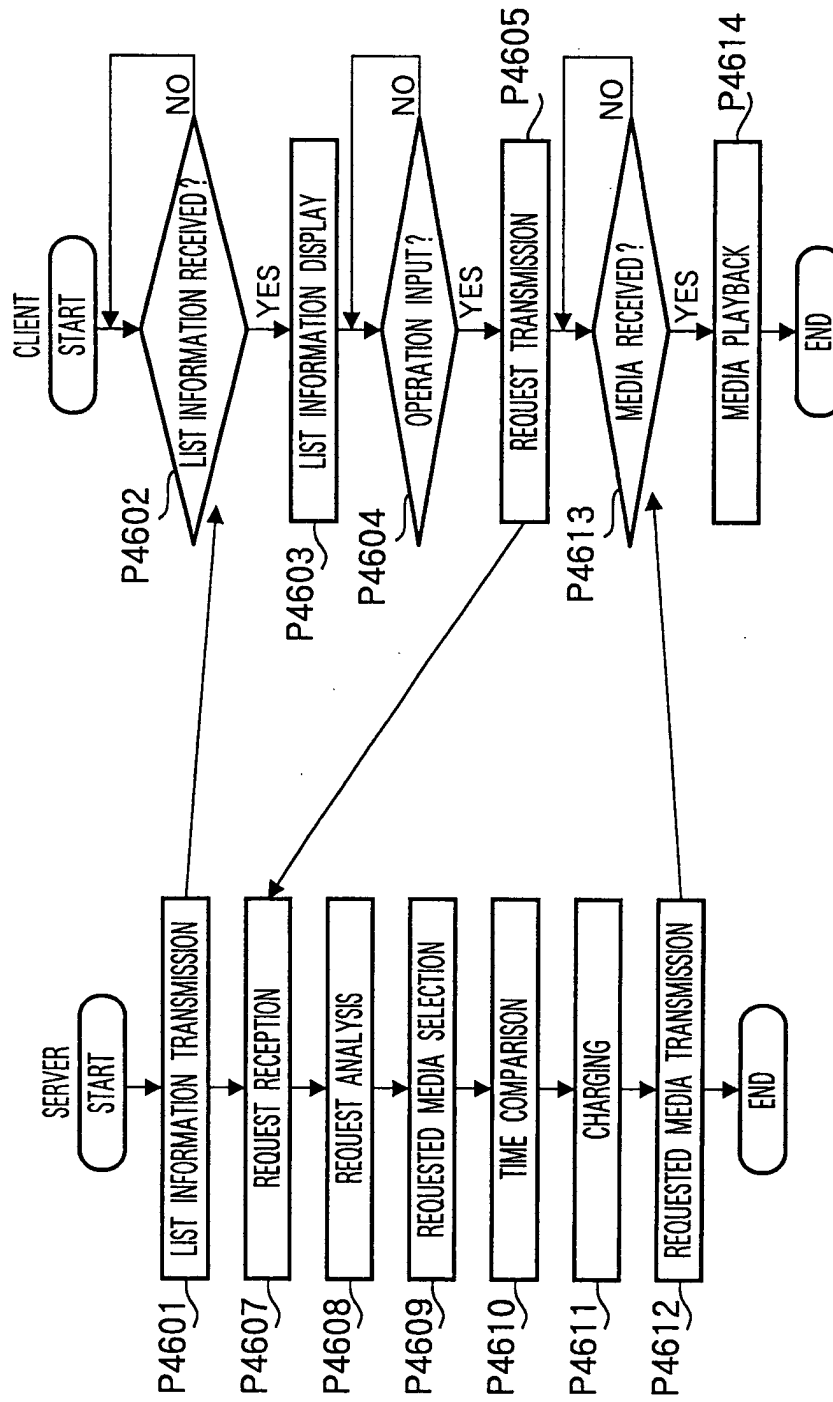 SERVER
START
P4601
LIST INFORMATION TRANSMISSION
P4607
REQUEST RECEPTION
P4608
REQUEST ANALYSIS
P4609
REQUESTED MEDIA SELECTION
P4610
TIME COMPARISON
P4611
CHARGING
P4612
REQUESTED MEDIA TRANSMISSION
END
CLIENT
START
P4602
LIST INFORMATION RECEIVED?
NO
YES
P4603
LIST INFORMATION DISPLAY
P4604
OPERATION INPUT?
NO
YES
P4605
REQUEST TRANSMISSION
P4613
MEDIA RECEIVED?
NO
YES
P4614
MEDIA PLAYBACK
END